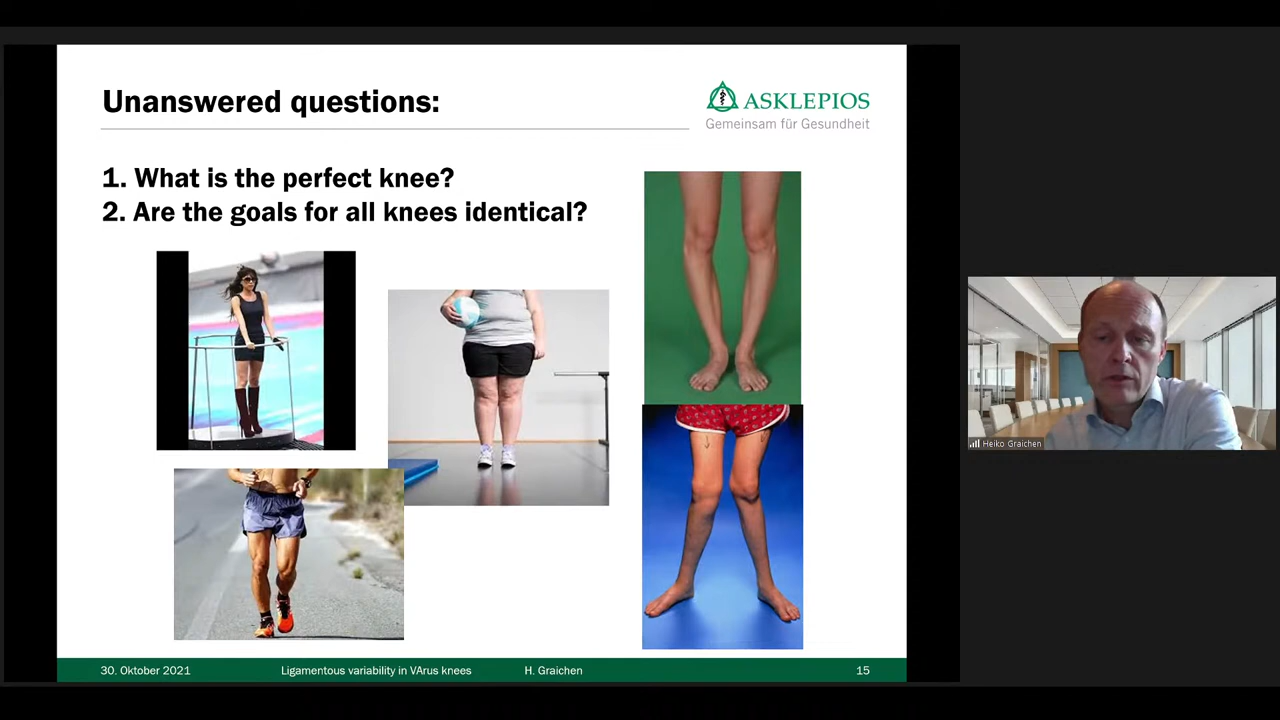 Unanswered questions:
ASKLEPIOS
Gemeinsam für Gesundheit
1. What is the perfect knee?
2. Are the goals for all knees identical?
Heiko Graichen
30. Oktober 2021
Ligamentous variability in VArus knees
H. Graichen
15